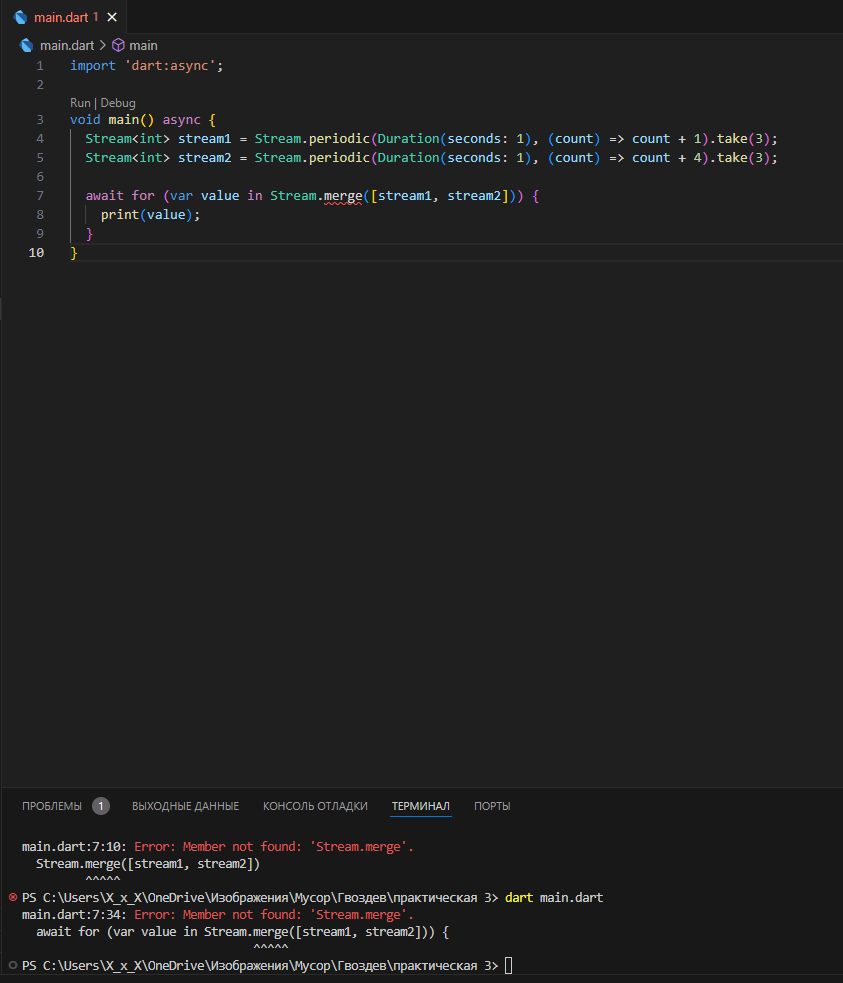 main.dart 1
main.dart > main
1 import 'dart:async';
2
Run | Debug
3 void main() async {
4 Stream<int> stream1 = Stream.periodic(Duration(seconds: 1), (count) => count + 1).take(3);
5 Stream<int> stream2 = Stream.periodic(Duration(seconds: 1), (count) => count + 4).take(3);
6
7 await for (var value in Stream.merge([stream1, stream2])) {
8 print(value);
9 }
10 }
ПРОБЛЕМЫ 1 ВЫХОДНЫЕ ДАННЫЕ КОНСОЛЬ ОТЛАДКИ ТЕРМИНАЛ ПОРТЫ
main.dart:7:10: Error: Member not found: 'Stream.merge'.
Stream.merge([stream1, stream2])
^^^^^
PS C:\Users\X_x_X\OneDrive\Изображения\Мусор\Гвоздев\практическая 3> dart main.dart
main.dart:7:34: Error: Member not found: 'Stream.merge'.
await for (var value in Stream.merge([stream1, stream2])) {
^^^^^
PS C:\Users\X_x_X\OneDrive\Изображения\Мусор\Гвоздев\практическая 3>